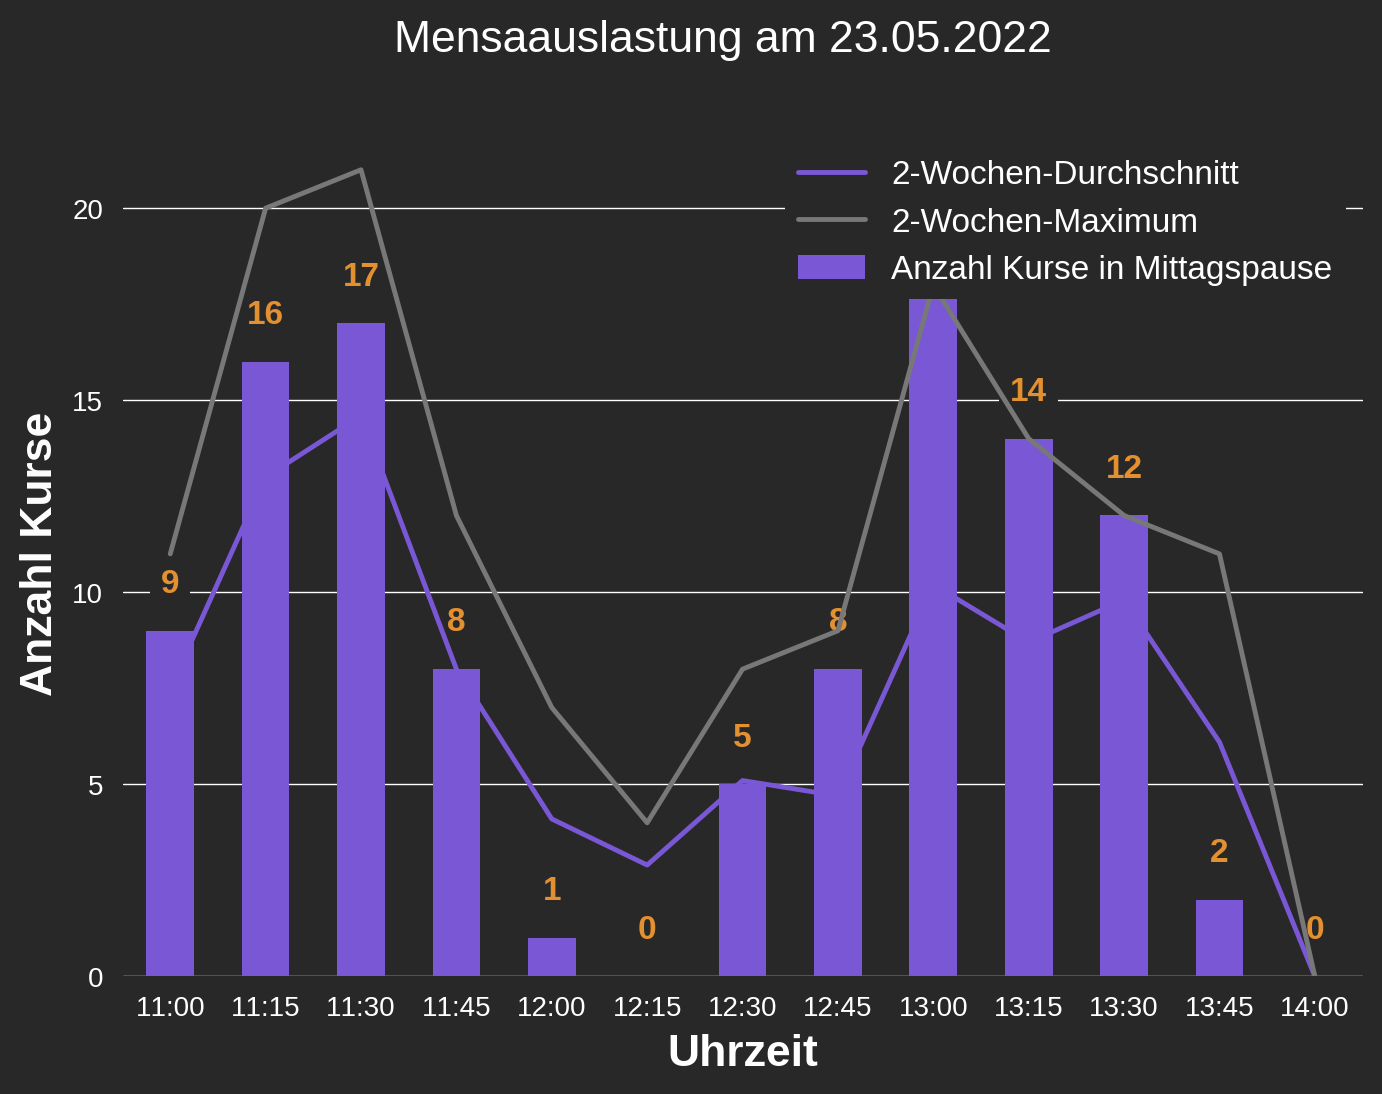 Mensaauslastung am 23.05.2022
2-Wochen-Durchschnitt
2-Wochen-Maximum
Anzahl Kurse in Mittagspause
Anzahl Kurse
20
15
10
5
0
9
16
17
8
1
0
5
8
14
12
2
0
11:00 11:15 11:30 11:45 12:00 12:15 12:30 12:45 13:00 13:15 13:30 13:45 14:00
Uhrzeit